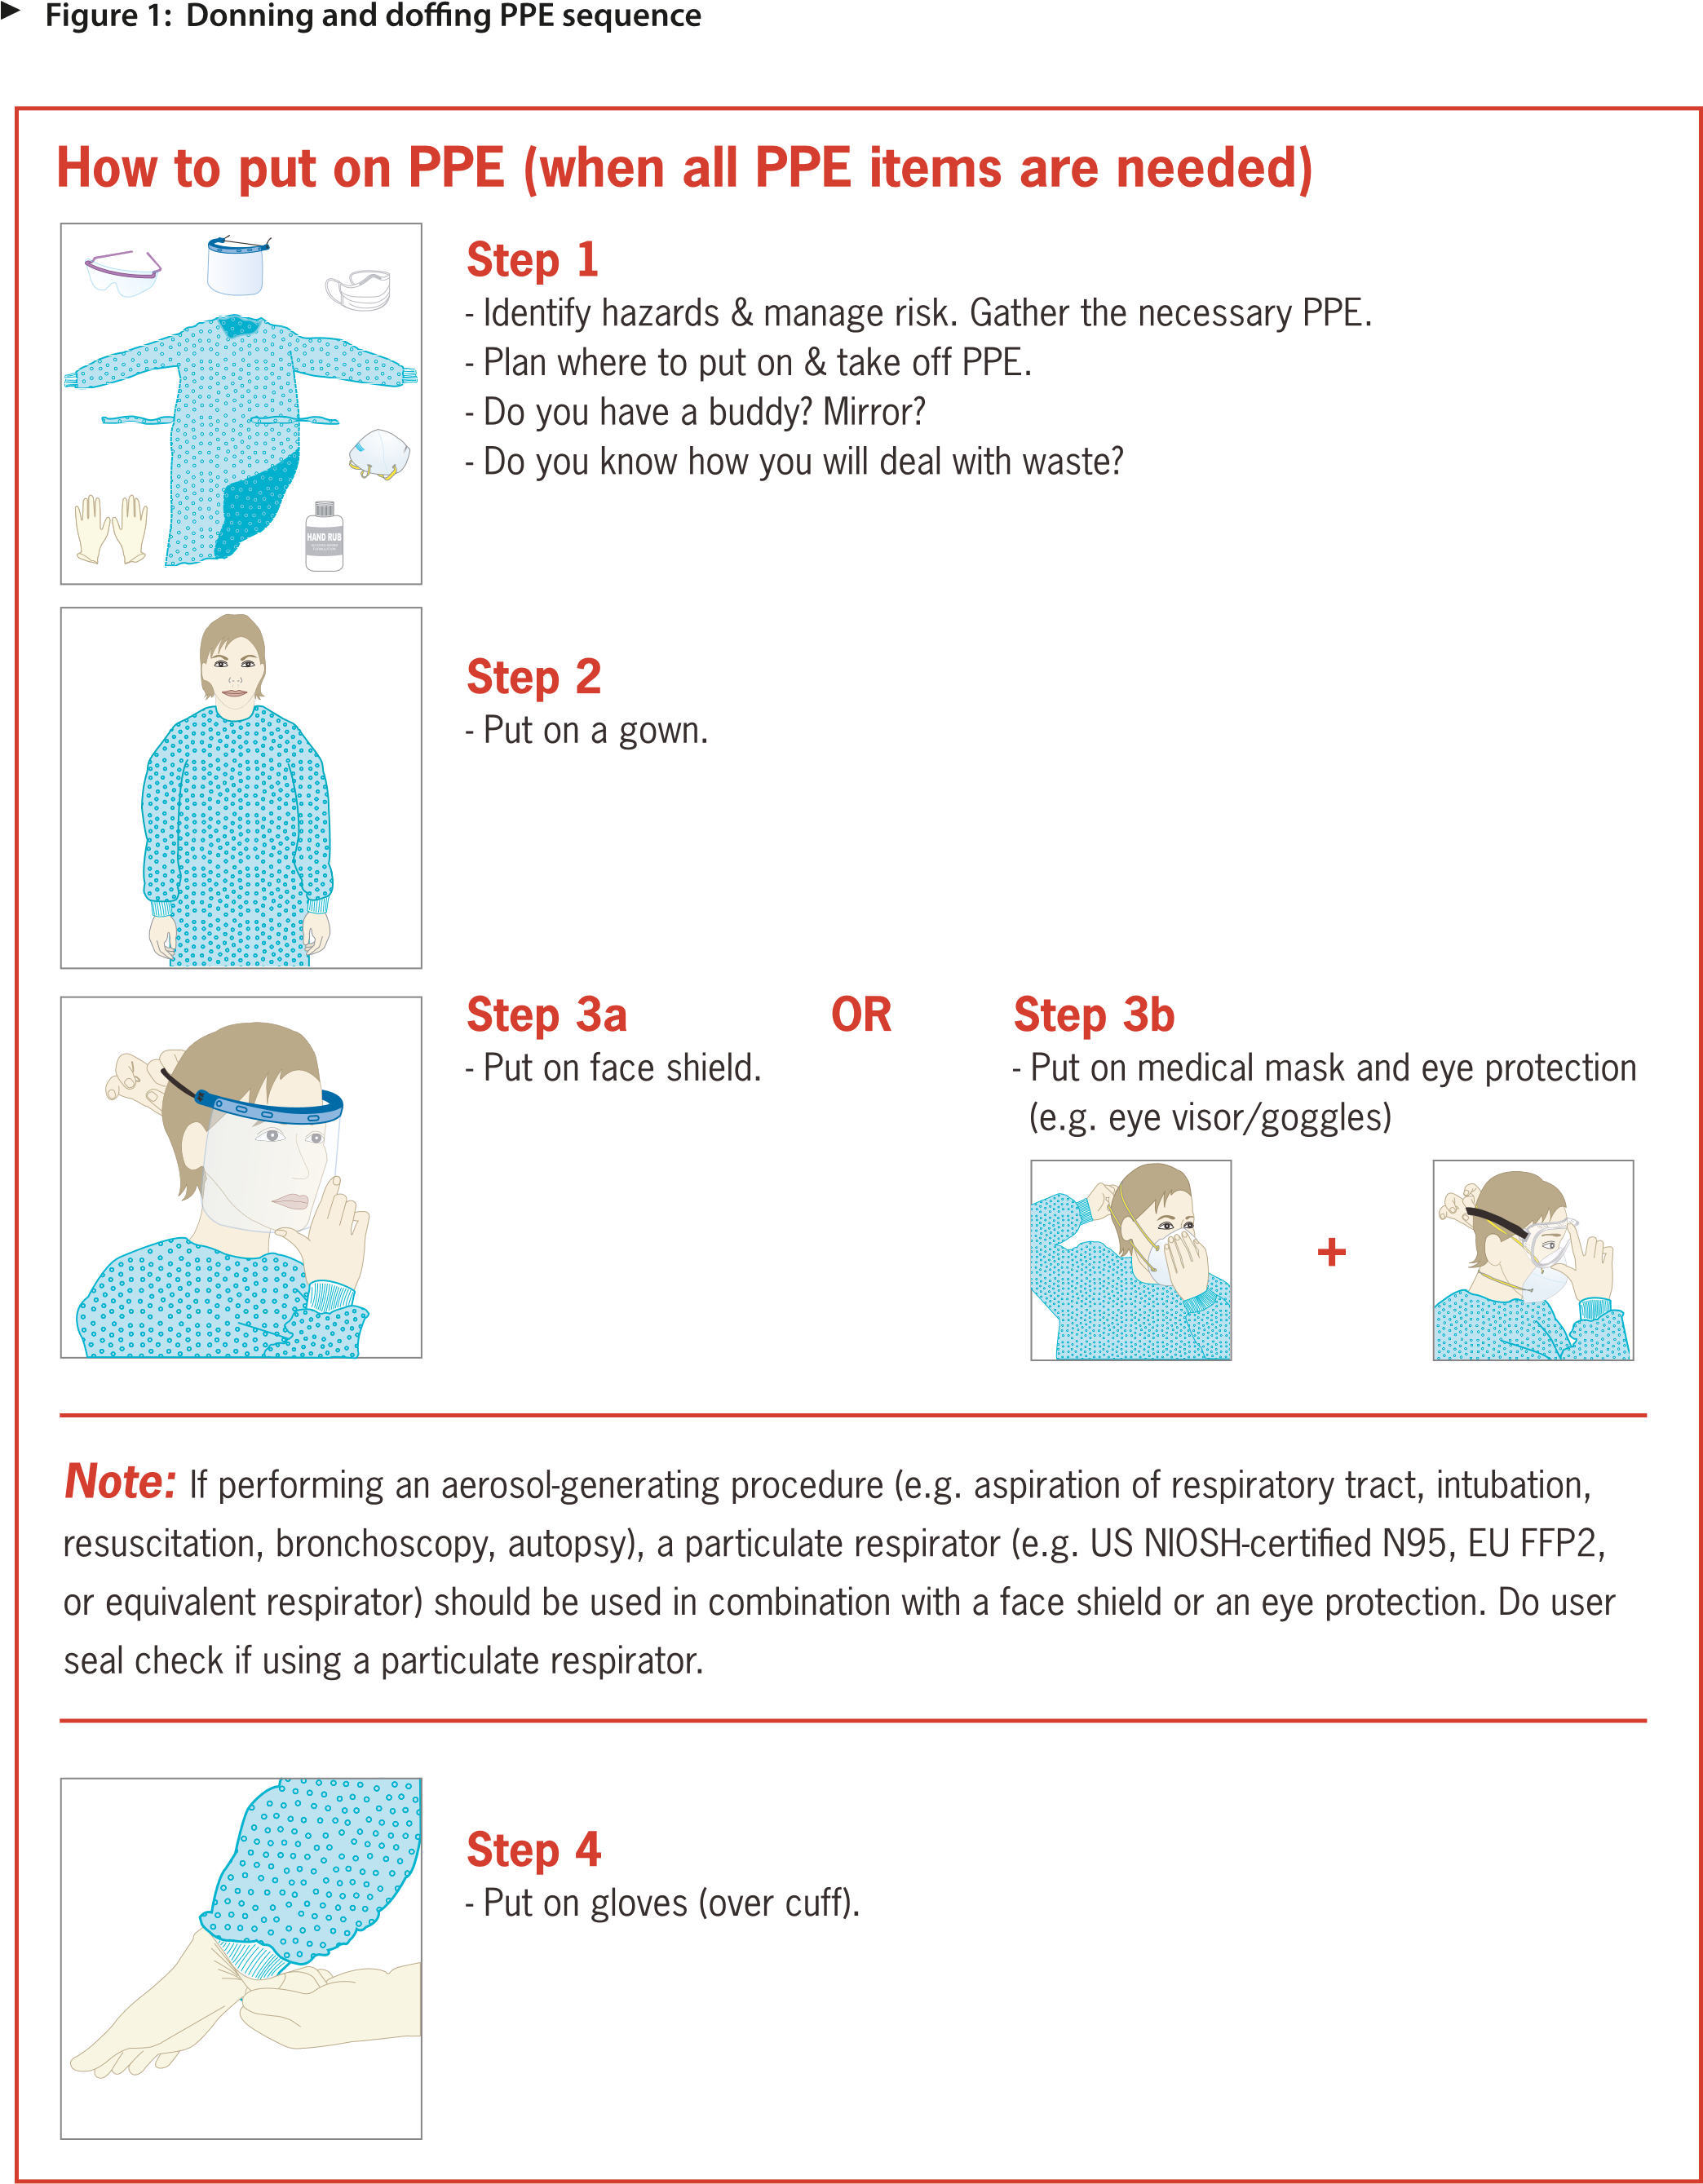 ► Figure 1: Donning and doffing PPE sequence
How to put on PPE (when all PPE items are needed)
Step 1
- Identify hazards & manage risk. Gather the necessary PPE.
- Plan where to put on & take off PPE.
- Do you have a buddy? Mirror?
- Do you know how you will deal with waste?
HAND RUB
Step 2
- Put on a gown.
Step 3a
- Put on face shield.
OR
Step 3b
- Put on medical mask and eye protection
(e.g. eye visor/goggles)
+
Note: If performing an aerosol-generating procedure (e.g. aspiration of respiratory tract, intubation,
resuscitation, bronchoscopy, autopsy), a particulate respirator (e.g. US NIOSH-certified N95, EU FFP2,
or equivalent respirator) should be used in combination with a face shield or an eye protection. Do user
seal check if using a particulate respirator.
Step 4
- Put on gloves (over cuff).